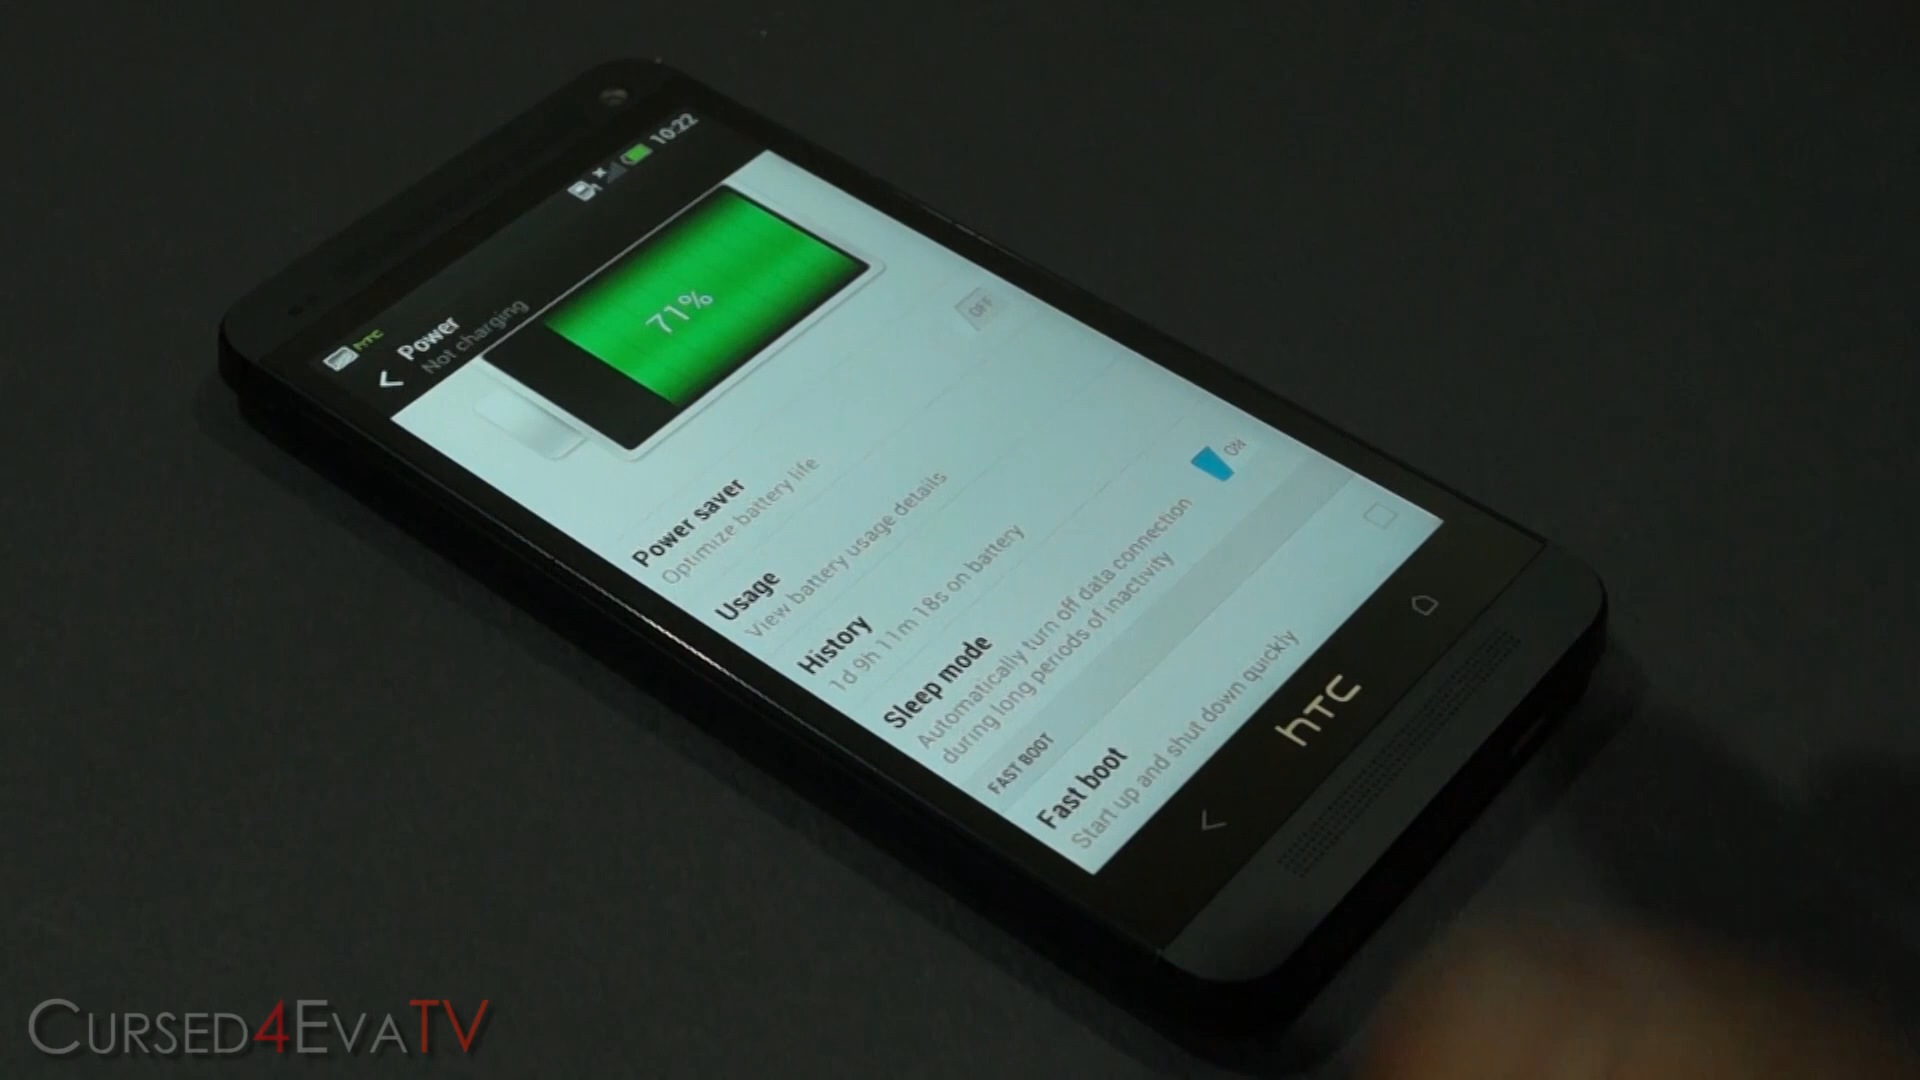 10:22
hTC
Power
Not charging
71%
Power saver
Optimize battery life
OFF
Usage
View battery usage details
History
1d 9h 11m 18s on battery
Sleep mode
Automatically turn off data connection
during long periods of inactivity
ON
FAST BOOT
Fast boot
Start up and shut down quickly
hTC
CURSED4EVATV